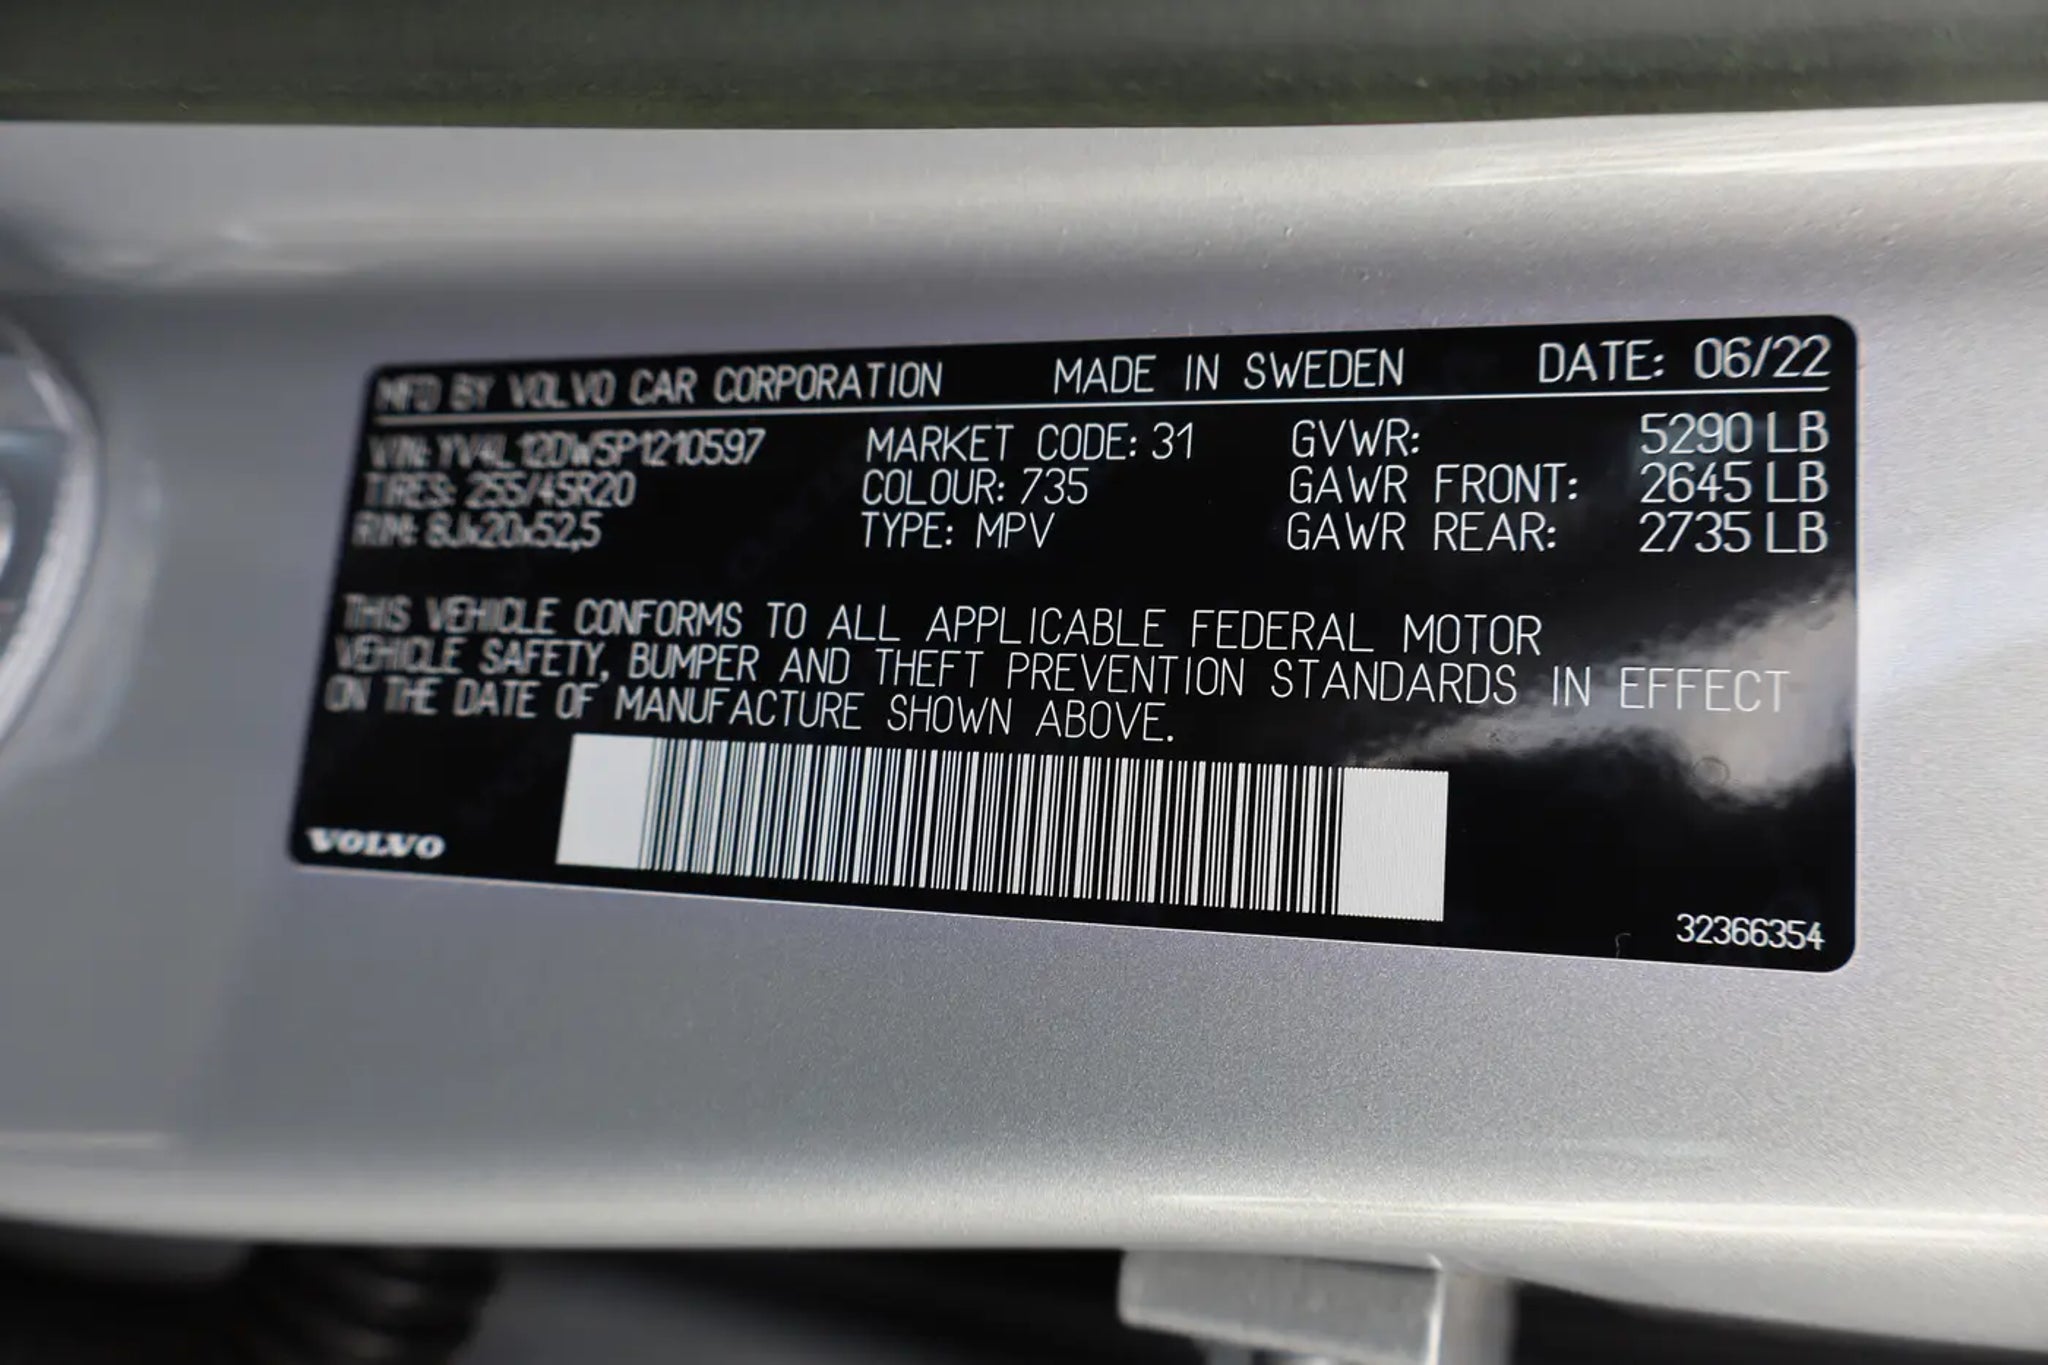 MFD BY VOLVO CAR CORPORATION MADE IN SWEDEN DATE: 06/22
VIN: YV4L12DW5P1210597 MARKET CODE: 31 GVWR: 5290 LB
TIRES: 255/45R20 COLOUR: 735 GAWR FRONT: 2645 LB
RIM: 8Jx20x52,5 TYPE: MPV GAWR REAR: 2735 LB
THIS VEHICLE CONFORMS TO ALL APPLICABLE FEDERAL MOTOR
VEHICLE SAFETY, BUMPER AND THEFT PREVENTION STANDARDS IN EFFECT
ON THE DATE OF MANUFACTURE SHOWN ABOVE.
VOLVO
32366354